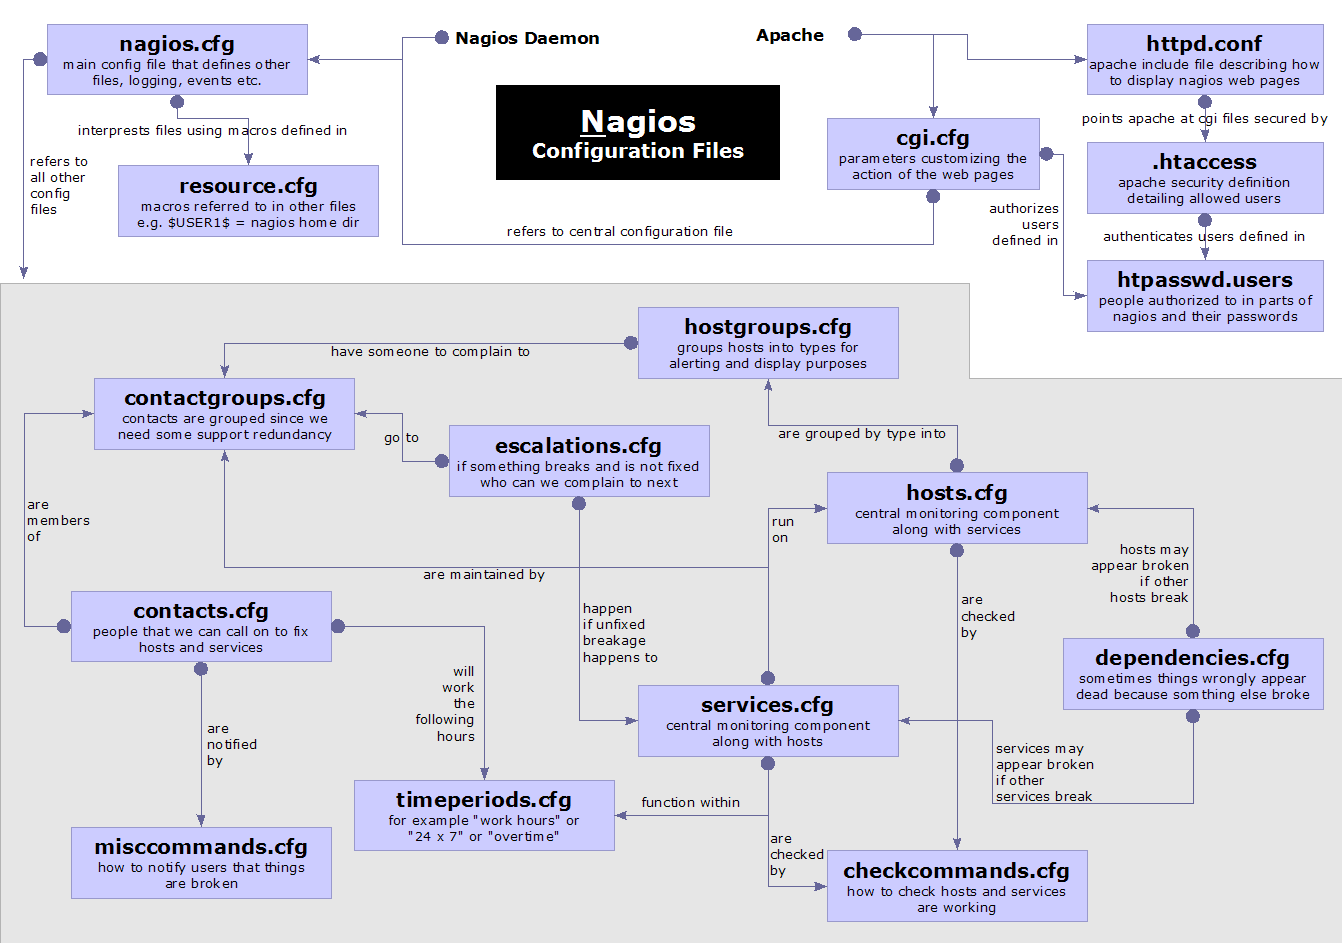 nagios.cfg
main config file that defines other
files, logging, events etc.
Nagios Daemon
Apache
httpd.conf
apache include file describing how
to display nagios web pages
Nagios
Configuration Files
interprests files using macros defined in
points apache at cgi files secured by
cgi.cfg
parameters customizing the
action of the web pages
.htaccess
apache security definition
detailing allowed users
refers to
all other
config
files
resource.cfg
macros referred to in other files
e.g. $USER1$ = nagios home dir
refers to central configuration file
authorizes
users
defined in
authenticates users defined in
htpasswd.users
people authorized to in parts of
nagios and their passwords
hostgroups.cfg
groups hosts into types for
alerting and display purposes
have someone to complain to
contactgroups.cfg
contacts are grouped since we
need some support redundancy
go to
escalations.cfg
if something breaks and is not fixed
who can we complain to next
are grouped by type into
hosts.cfg
central monitoring component
along with services
run
on
are
members
of
are maintained by
hosts may
appear broken
if other
hosts break
contacts.cfg
people that we can call on to fix
hosts and services
happen
if unfixed
breakage
happens to
are
checked
by
dependencies.cfg
sometimes things wrongly appear
dead because somthing else broke
will
work
the
following
hours
services.cfg
central monitoring component
along with hosts
are
notified
by
services may
appear broken
if other
services break
timeperiods.cfg
for example "work hours" or
"24 x 7" or "overtime"
function within
misccommands.cfg
how to notify users that things
are broken
are
checked
by
checkcommands.cfg
how to check hosts and services
are working